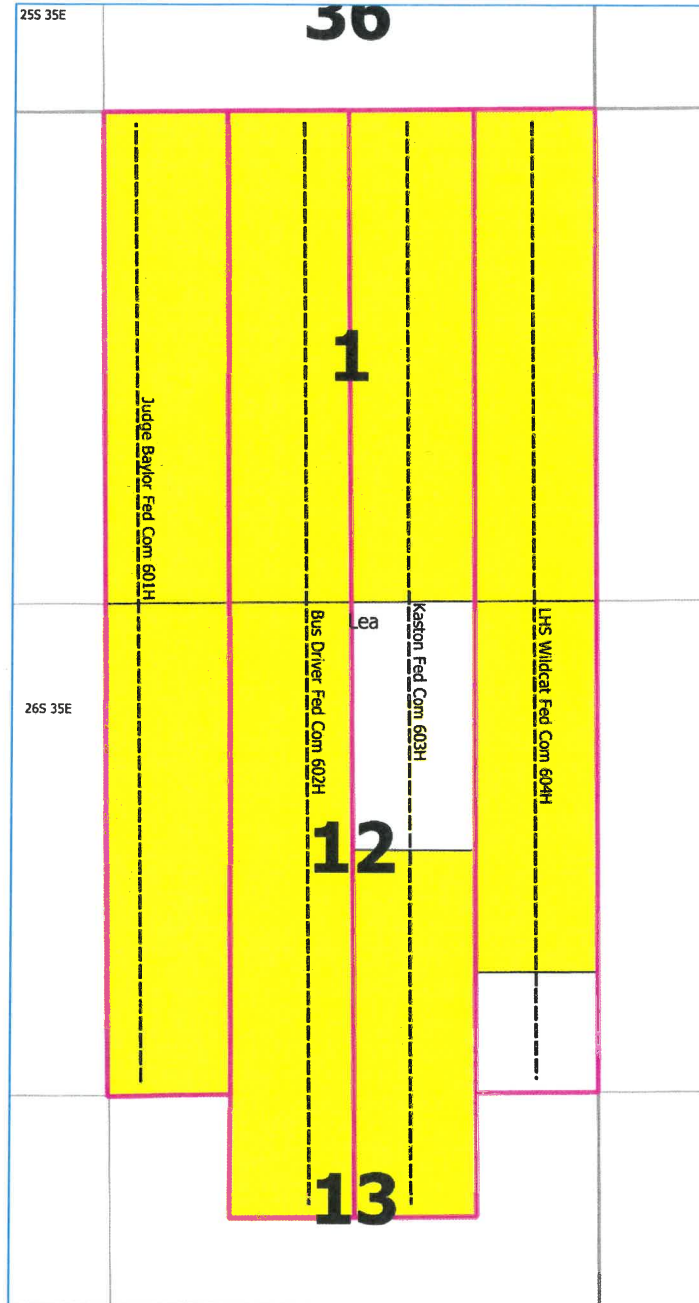 25S 35E
36
1
Judge Baylor Fed Com 601H
Bus Driver Fed Com 602H
Lea
Kaston Fed Com 603H
LHS Wildcat Fed Com 604H
26S 35E
12
13